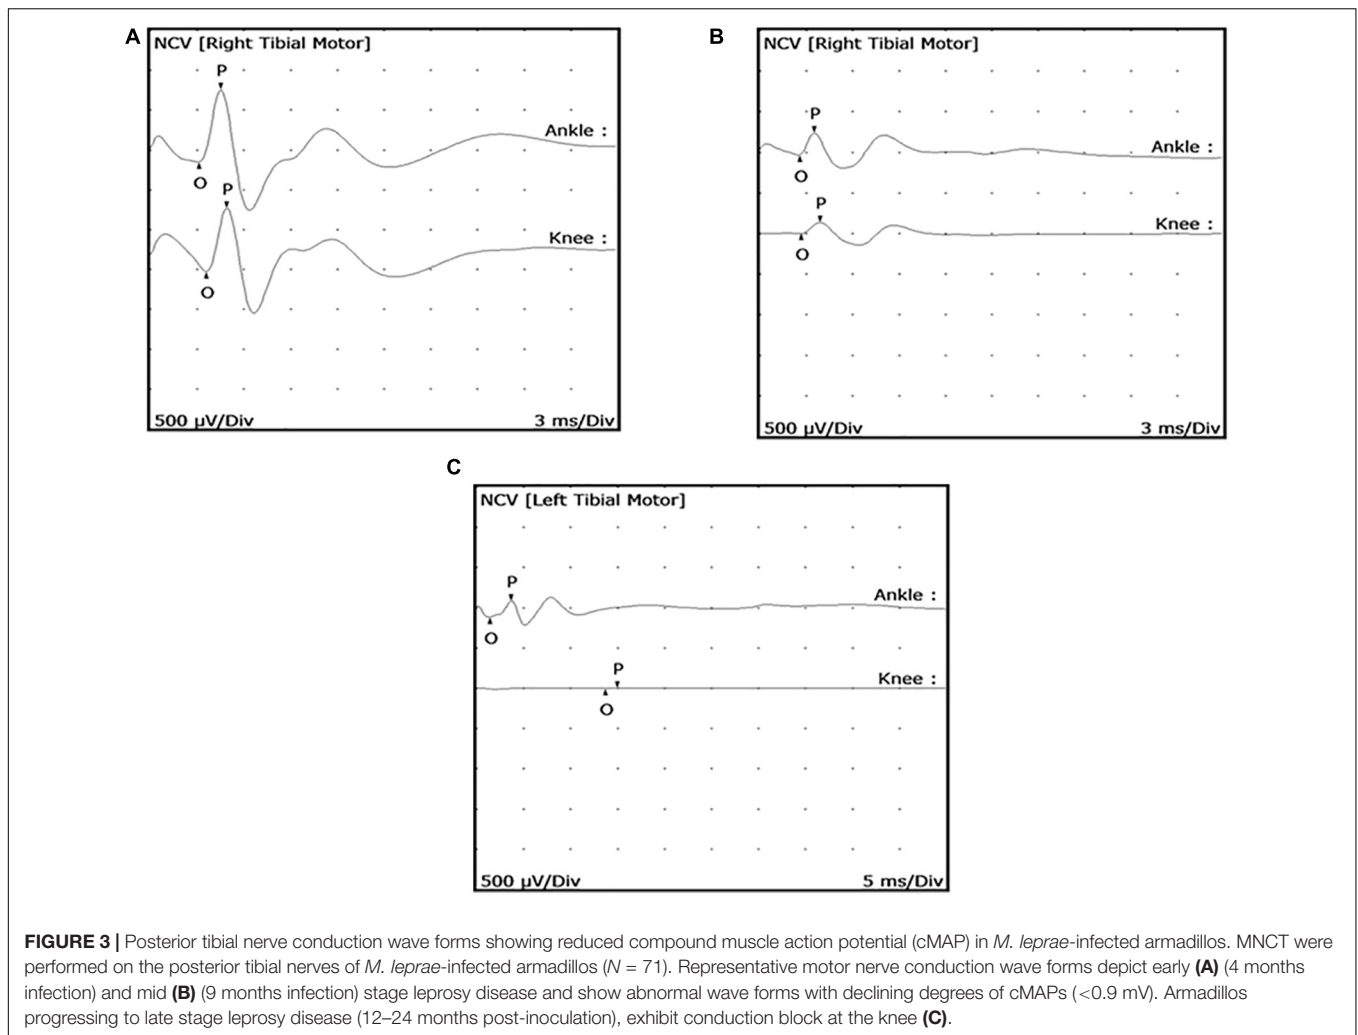 A
NCV [Right Tibial Motor]
P
Ankle :
O
P
Knee :
O
500 µV/Div 3 ms/Div
B
NCV [Right Tibial Motor]
P
Ankle :
O
P
Knee :
O
500 µV/Div 3 ms/Div
C
NCV [Left Tibial Motor]
P
Ankle :
O
P
Knee :
O
500 µV/Div 5 ms/Div
FIGURE 3 | Posterior tibial nerve conduction wave forms showing reduced compound muscle action potential (cMAP) in M. leprae-infected armadillos. MNCT were
performed on the posterior tibial nerves of M. leprae-infected armadillos (N = 71). Representative motor nerve conduction wave forms depict early (A) (4 months
infection) and mid (B) (9 months infection) stage leprosy disease and show abnormal wave forms with declining degrees of cMAPs (<0.9 mV). Armadillos
progressing to late stage leprosy disease (12–24 months post-inoculation), exhibit conduction block at the knee (C).